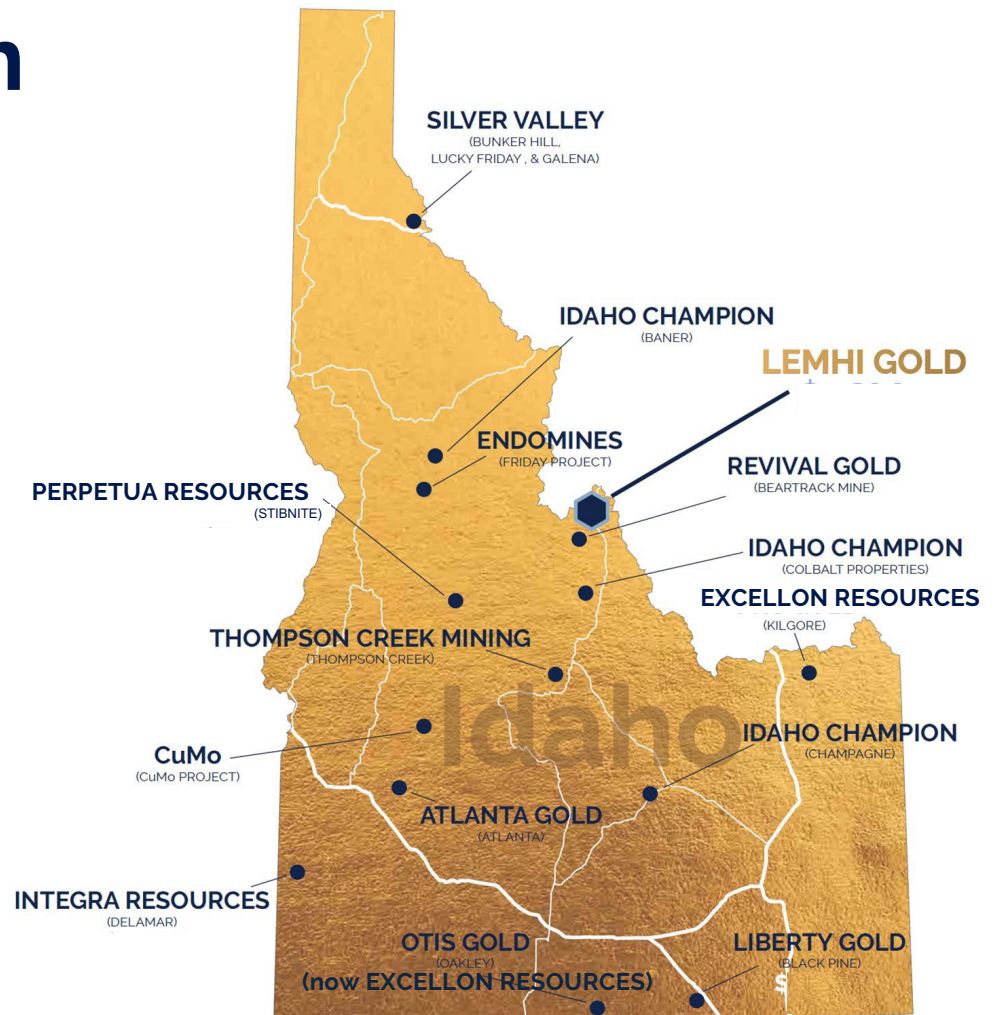 n
SILVER VALLEY
(BUNKER HILL,
LUCKY FRIDAY , & GALENA)
IDAHO CHAMPION
(BANER)
LEMHI GOLD
ENDOMINES
(FRIDAY PROJECT)
REVIVAL GOLD
(BEARTRACK MINE)
PERPETUA RESOURCES
(STIBNITE)
IDAHO CHAMPION
(COLBALT PROPERTIES)
EXCELLON RESOURCES
(KILGORE)
THOMPSON CREEK MINING
(THOMPSON CREEK)
Idaho
IDAHO CHAMPION
(CHAMPAGNE)
CuMo
(CuMo PROJECT)
ATLANTA GOLD
(ATLANTA)
INTEGRA RESOURCES
(DELAMAR)
OTIS GOLD
(OAKLEY)
(now EXCELLON RESOURCES)
LIBERTY GOLD
(BLACK PINE)
$